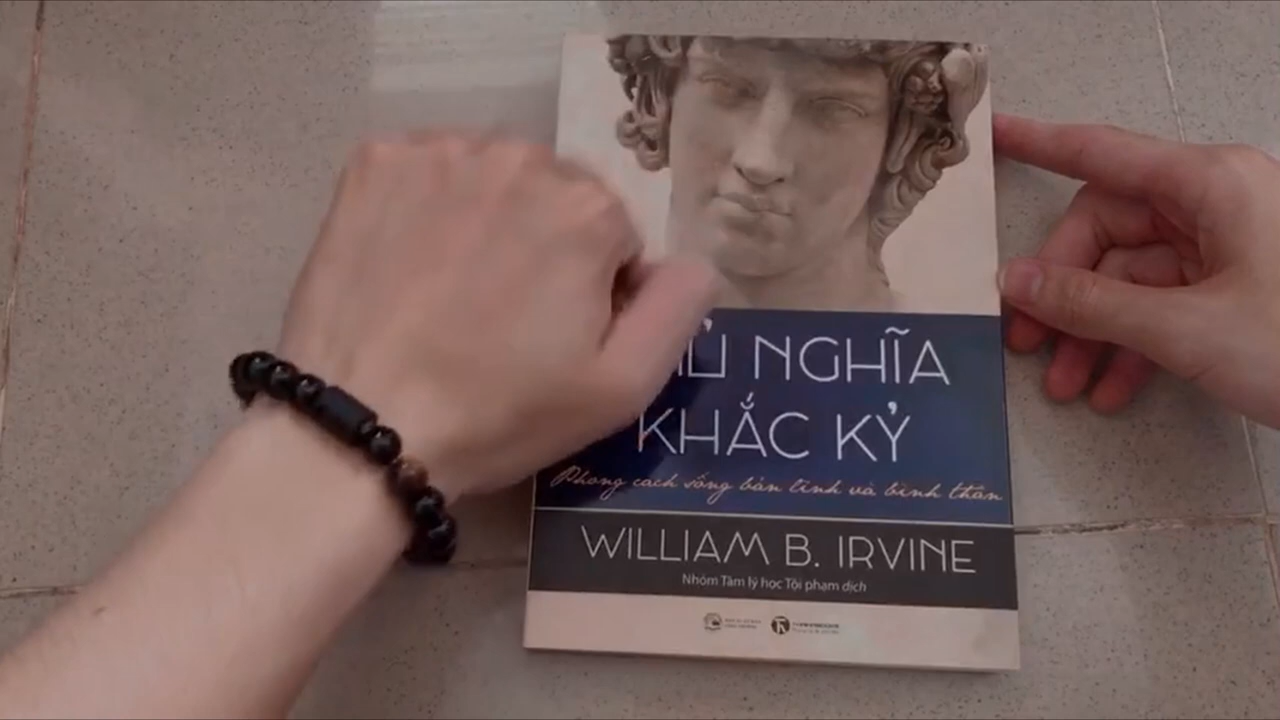 NGHĨA
KHẮC KỶ
Phong cách sống bản lĩnh và bình thản
WILLIAM B. IRVINE
Nhóm Tâm lý học Tội phạm dịch